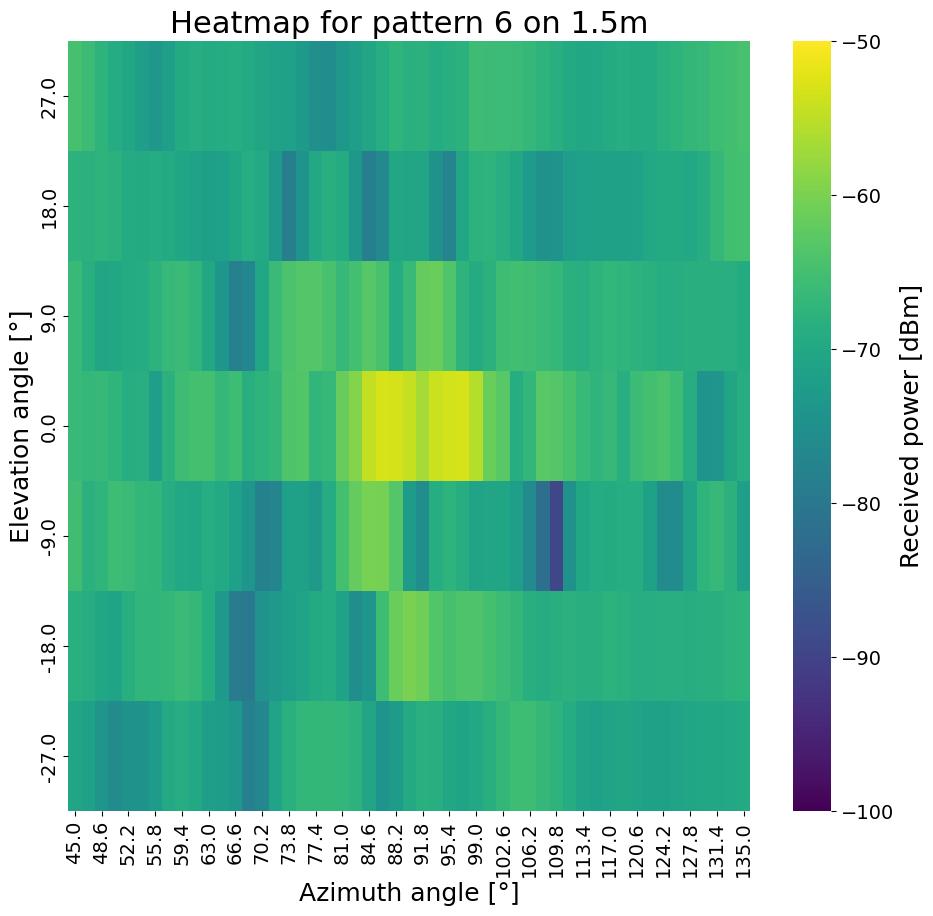 Heatmap for pattern 6 on 1.5m
Elevation angle [°]
27.0
18.0
9.0
0.0
-9.0
-18.0
-27.0
45.0 48.6 52.2 55.8 59.4 63.0 66.6 70.2 73.8 77.4 81.0 84.6 88.2 91.8 95.4 99.0 102.6 106.2 109.8 113.4 117.0 120.6 124.2 127.8 131.4 135.0
Azimuth angle [°]
−50
−60
−70
−80
−90
−100
Received power [dBm]